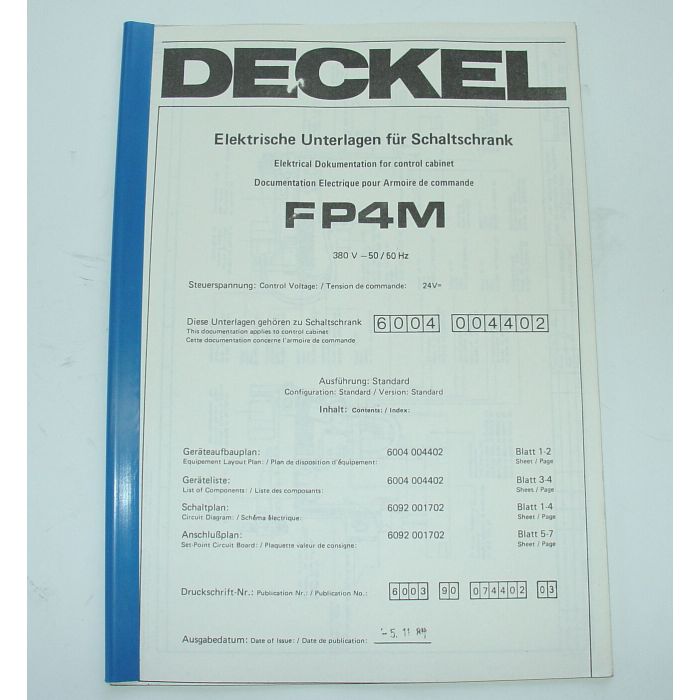 DECKEL
Elektrische Unterlagen für Schaltschrank
Elektrical Dokumentation for control cabinet
Documentation Electrique pour Armoire de commande
FP4M
380 V – 50/60 Hz
Steuerspannung: Control Voltage: / Tension de commande: 24V=
Diese Unterlagen gehören zu Schaltschrank 6004 004402
This documentation applies to control cabinet
Cette documentation concerne l'armoire de commande
Ausführung: Standard
Configuration: Standard / Version: Standard
Inhalt: Contents: / Index:
Geräteaufbauplan: 6004 004402 Blatt 1-2
Equipement Layout Plan: / Plan de disposition d'équipement: Sheet / Page
Geräteliste: 6004 004402 Blatt 3-4
List of Components: / Liste des composants: Sheet / Page
Schaltplan: 6092 001702 Blatt 1-4
Circuit Diagram: / Schéma électrique: Sheet / Page
Anschlußplan: 6092 001702 Blatt 5-7
Set-Point Circuit Board: / Plaquette valeur de consigne: Sheet / Page
Druckschrift-Nr.: Publication Nr.: / Publication No.: 6003 90 074402 03
Ausgabedatum: Date of Issue: / Date de publication: - 5. 11